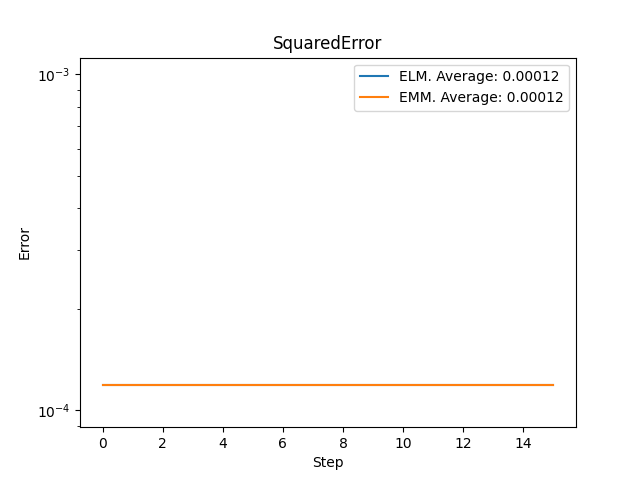 SquaredError
ELM. Average: 0.00012
EMM. Average: 0.00012
10⁻³
10⁻⁴
Error
0 2 4 6 8 10 12 14
Step